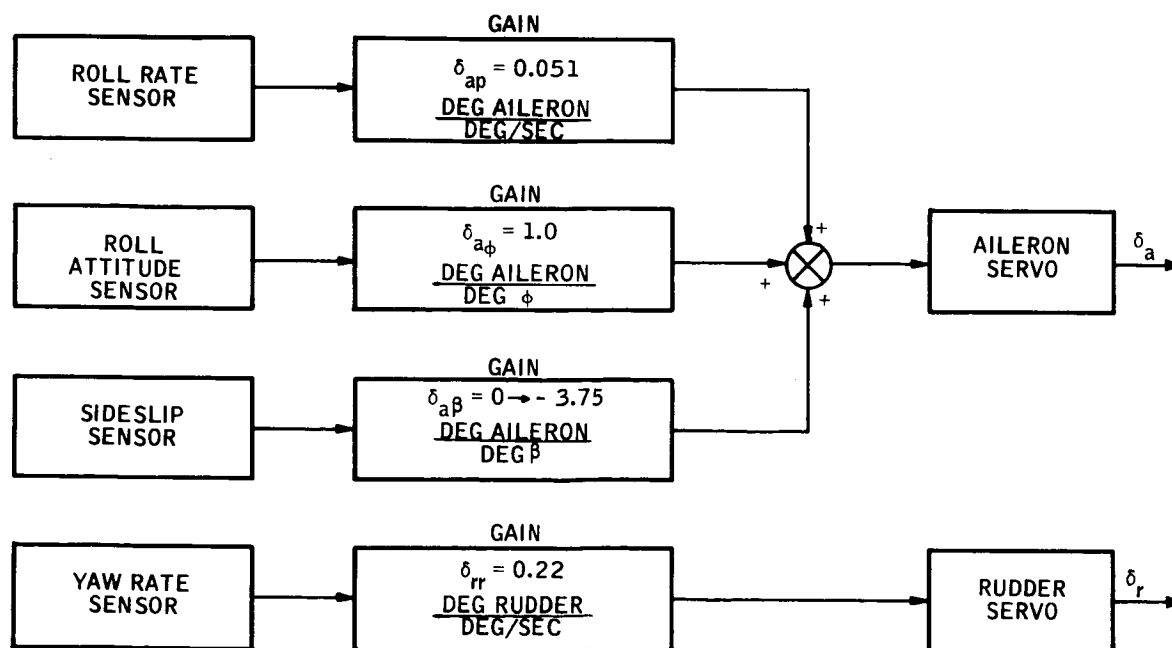 GAIN
ROLL RATE
SENSOR
δap = 0.051
DEG AILERON
DEG/SEC
+
GAIN
ROLL
ATTITUDE
SENSOR
δaϕ = 1.0
DEG AILERON
DEG ϕ
+
+
AILERON
SERVO
δa
GAIN
SIDESLIP
SENSOR
δaβ = 0→- 3.75
DEG AILERON
DEG β
GAIN
YAW RATE
SENSOR
δrr = 0.22
DEG RUDDER
DEG/SEC
RUDDER
SERVO
δr